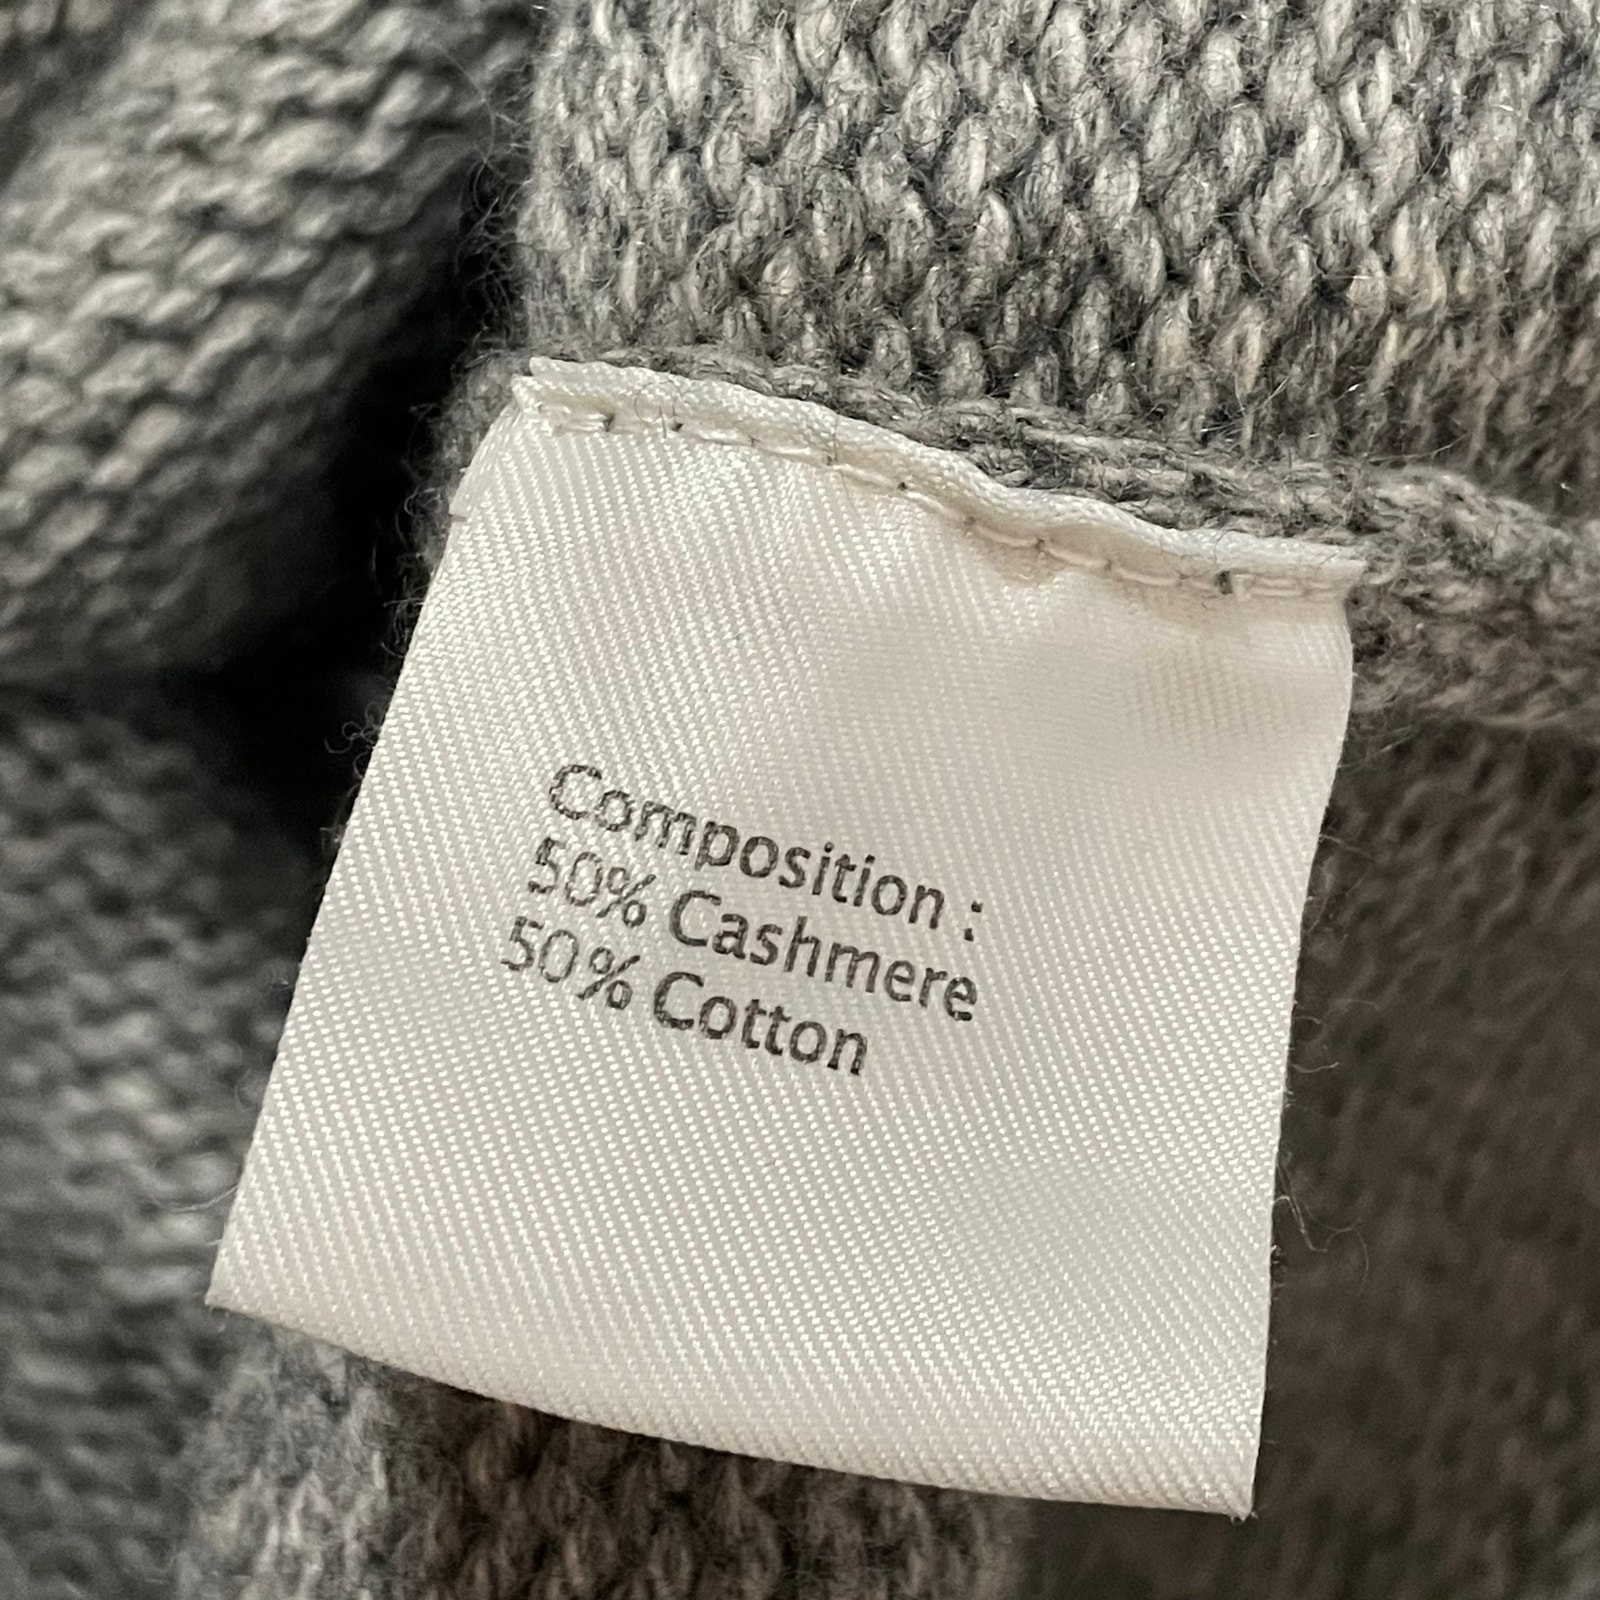 Composition :
50% Cashmere
50% Cotton